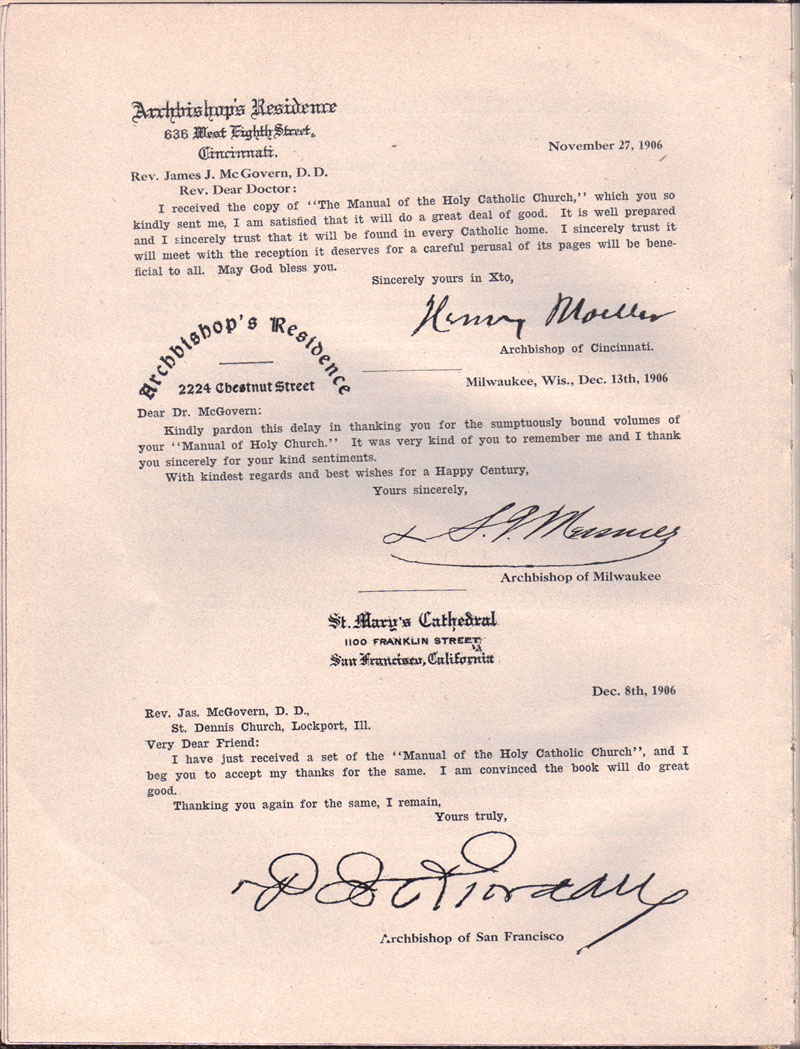 Archbishop's Residence
636 West Eighth Street,
Cincinnati.
November 27, 1906
Rev. James J. McGovern, D. D.
Rev. Dear Doctor:
I received the copy of "The Manual of the Holy Catholic Church," which you so
kindly sent me, I am satisfied that it will do a great deal of good. It is well prepared
and I sincerely trust that it will be found in every Catholic home. I sincerely trust it
will meet with the reception it deserves for a careful perusal of its pages will be bene-
ficial to all. May God bless you.
Sincerely yours in Xto,
Henry Moeller
Archbishop of Cincinnati.
Archbishop's Residence
2224 Chestnut Street
Milwaukee, Wis., Dec. 13th, 1906
Dear Dr. McGovern:
Kindly pardon this delay in thanking you for the sumptuously bound volumes of
your "Manual of Holy Church." It was very kind of you to remember me and I thank
you sincerely for your kind sentiments.
With kindest regards and best wishes for a Happy Century,
Yours sincerely,
Archbishop of Milwaukee
St. Mary's Cathedral
1100 FRANKLIN STREET
San Francisco, California
Dec. 8th, 1906
Rev. Jas. McGovern, D. D.,
St. Dennis Church, Lockport, Ill.
Very Dear Friend:
I have just received a set of the "Manual of the Holy Catholic Church", and I
beg you to accept my thanks for the same. I am convinced the book will do great
good.
Thanking you again for the same, I remain,
Yours truly,
Riordan
Archbishop of San Francisco